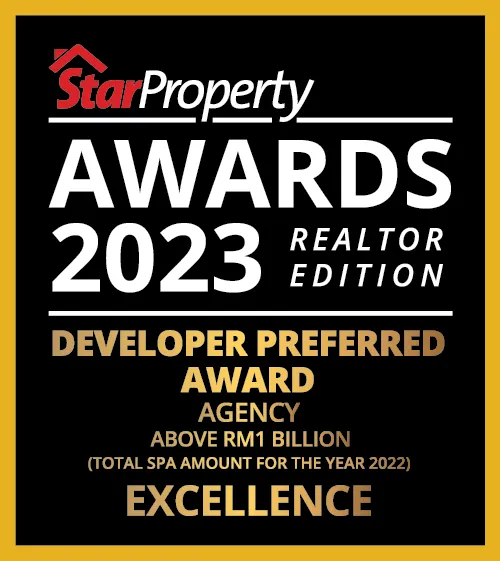 StarProperty
AWARDS
2023 REALTOR
EDITION
DEVELOPER PREFERRED
AWARD
AGENCY
ABOVE RM1 BILLION
(TOTAL SPA AMOUNT FOR THE YEAR 2022)
EXCELLENCE